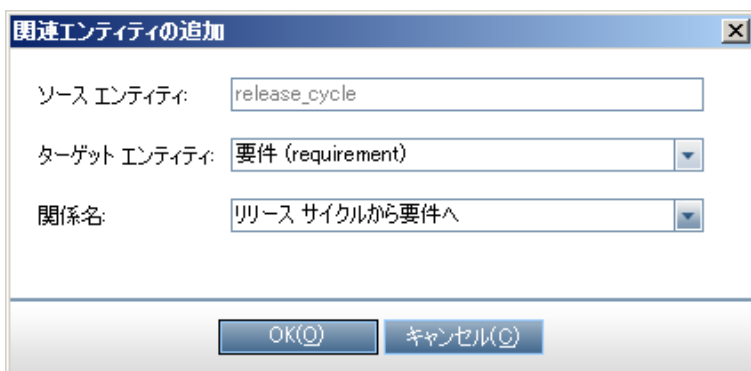 関連エンティティの追加
ソース エンティティ: release_cycle
ターゲット エンティティ: 要件 (requirement)
関係名: リリース サイクルから要件へ
OK(O) キャンセル(C)